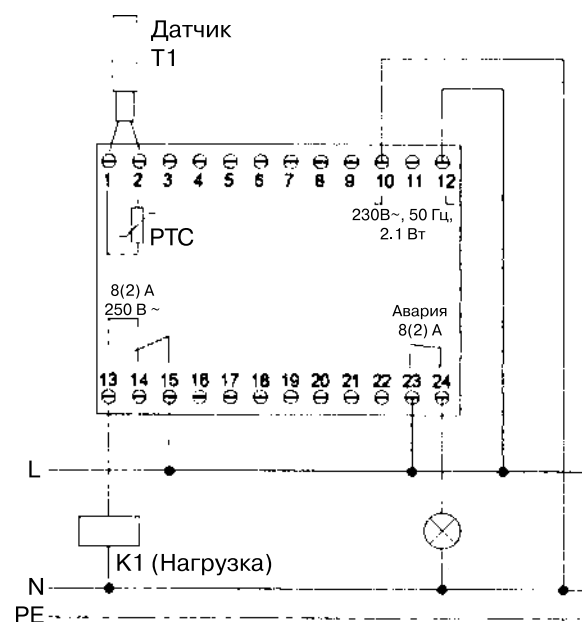 Датчик
T1
1 2 3 4 5 6 7 8 9 10 11 12
230В~, 50 Гц,
2.1 Вт
PTC
8(2) A
250 В ~
Авария
8(2) A
13 14 15 16 17 18 19 20 21 22 23 24
L
К1 (Нагрузка)
N
PE